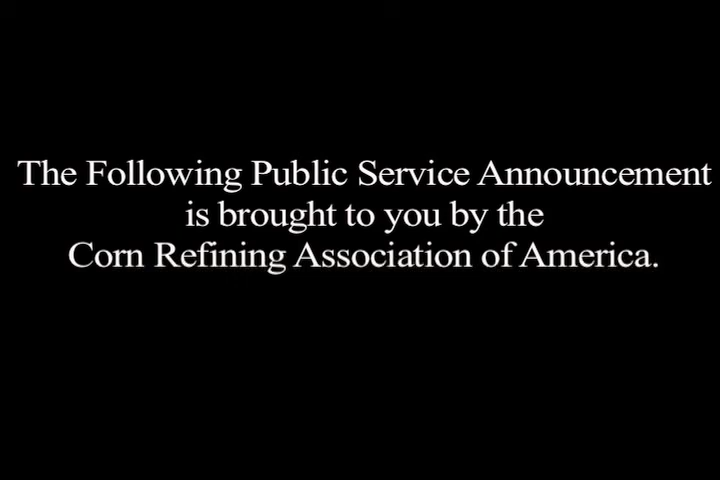 The Following Public Service Announcement
is brought to you by the
Corn Refining Association of America.